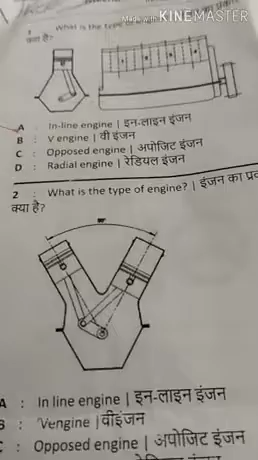 Made with KINEMASTER
1 What is the type of
क्या है?
A : In-line engine | इन-लाइन इंजन
B : V engine | वी इंजन
C : Opposed engine | अपोजिट इंजन
D : Radial engine | रेडियल इंजन
2 : What is the type of engine? | इंजन का
क्या है?
A : In line engine | इन-लाइन इंजन
B : 'Vengine | वीइंजन
: Opposed engine | अपोजिट इंजन